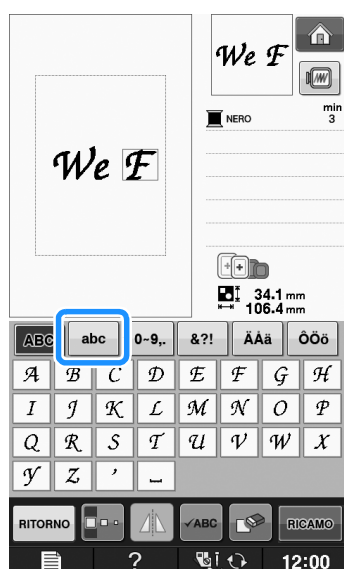 We F
We F
NERO
min
3
34.1 mm
106.4 mm
ABC abc 0~9,. &?! ÄÅä ÔÖö
A B C D E F G H
I J K L M N O P
Q R S T U V W X
Y Z ' _
RITORNO ABC RICAMO
? 12:00